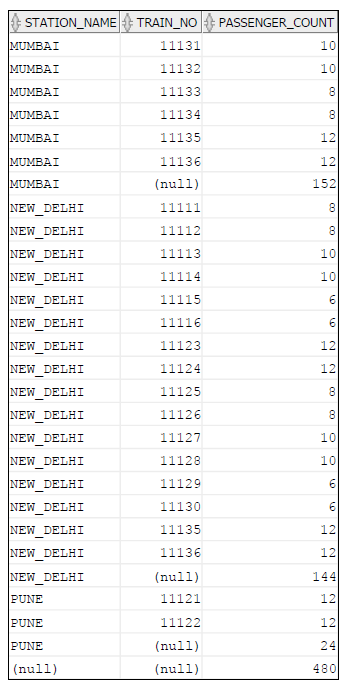 STATION_NAME TRAIN_NO PASSENGER_COUNT
MUMBAI 11131 10
MUMBAI 11132 10
MUMBAI 11133 8
MUMBAI 11134 8
MUMBAI 11135 12
MUMBAI 11136 12
MUMBAI (null) 152
NEW_DELHI 11111 8
NEW_DELHI 11112 8
NEW_DELHI 11113 10
NEW_DELHI 11114 10
NEW_DELHI 11115 6
NEW_DELHI 11116 6
NEW_DELHI 11123 12
NEW_DELHI 11124 12
NEW_DELHI 11125 8
NEW_DELHI 11126 8
NEW_DELHI 11127 10
NEW_DELHI 11128 10
NEW_DELHI 11129 6
NEW_DELHI 11130 6
NEW_DELHI 11135 12
NEW_DELHI 11136 12
NEW_DELHI (null) 144
PUNE 11121 12
PUNE 11122 12
PUNE (null) 24
(null) (null) 480